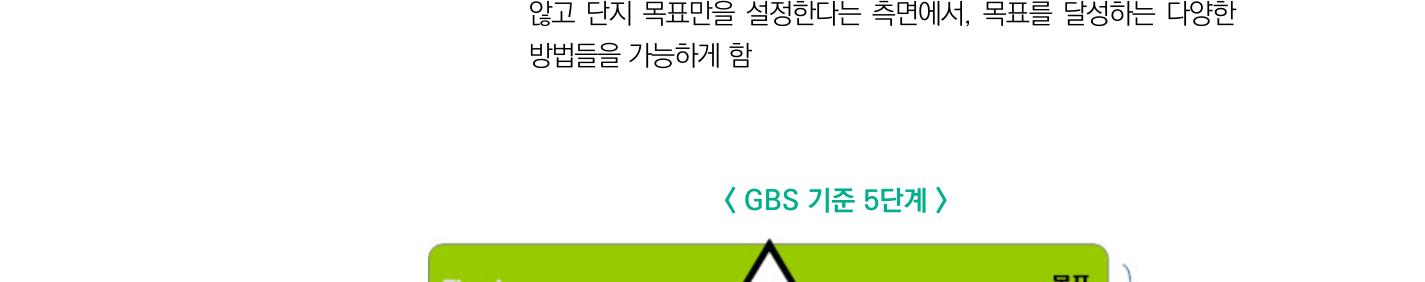 않고 단지 목표만을 설정한다는 측면에서, 목표를 달성하는 다양한
방법들을 가능하게 함
〈 GBS 기준 5단계 〉
목표